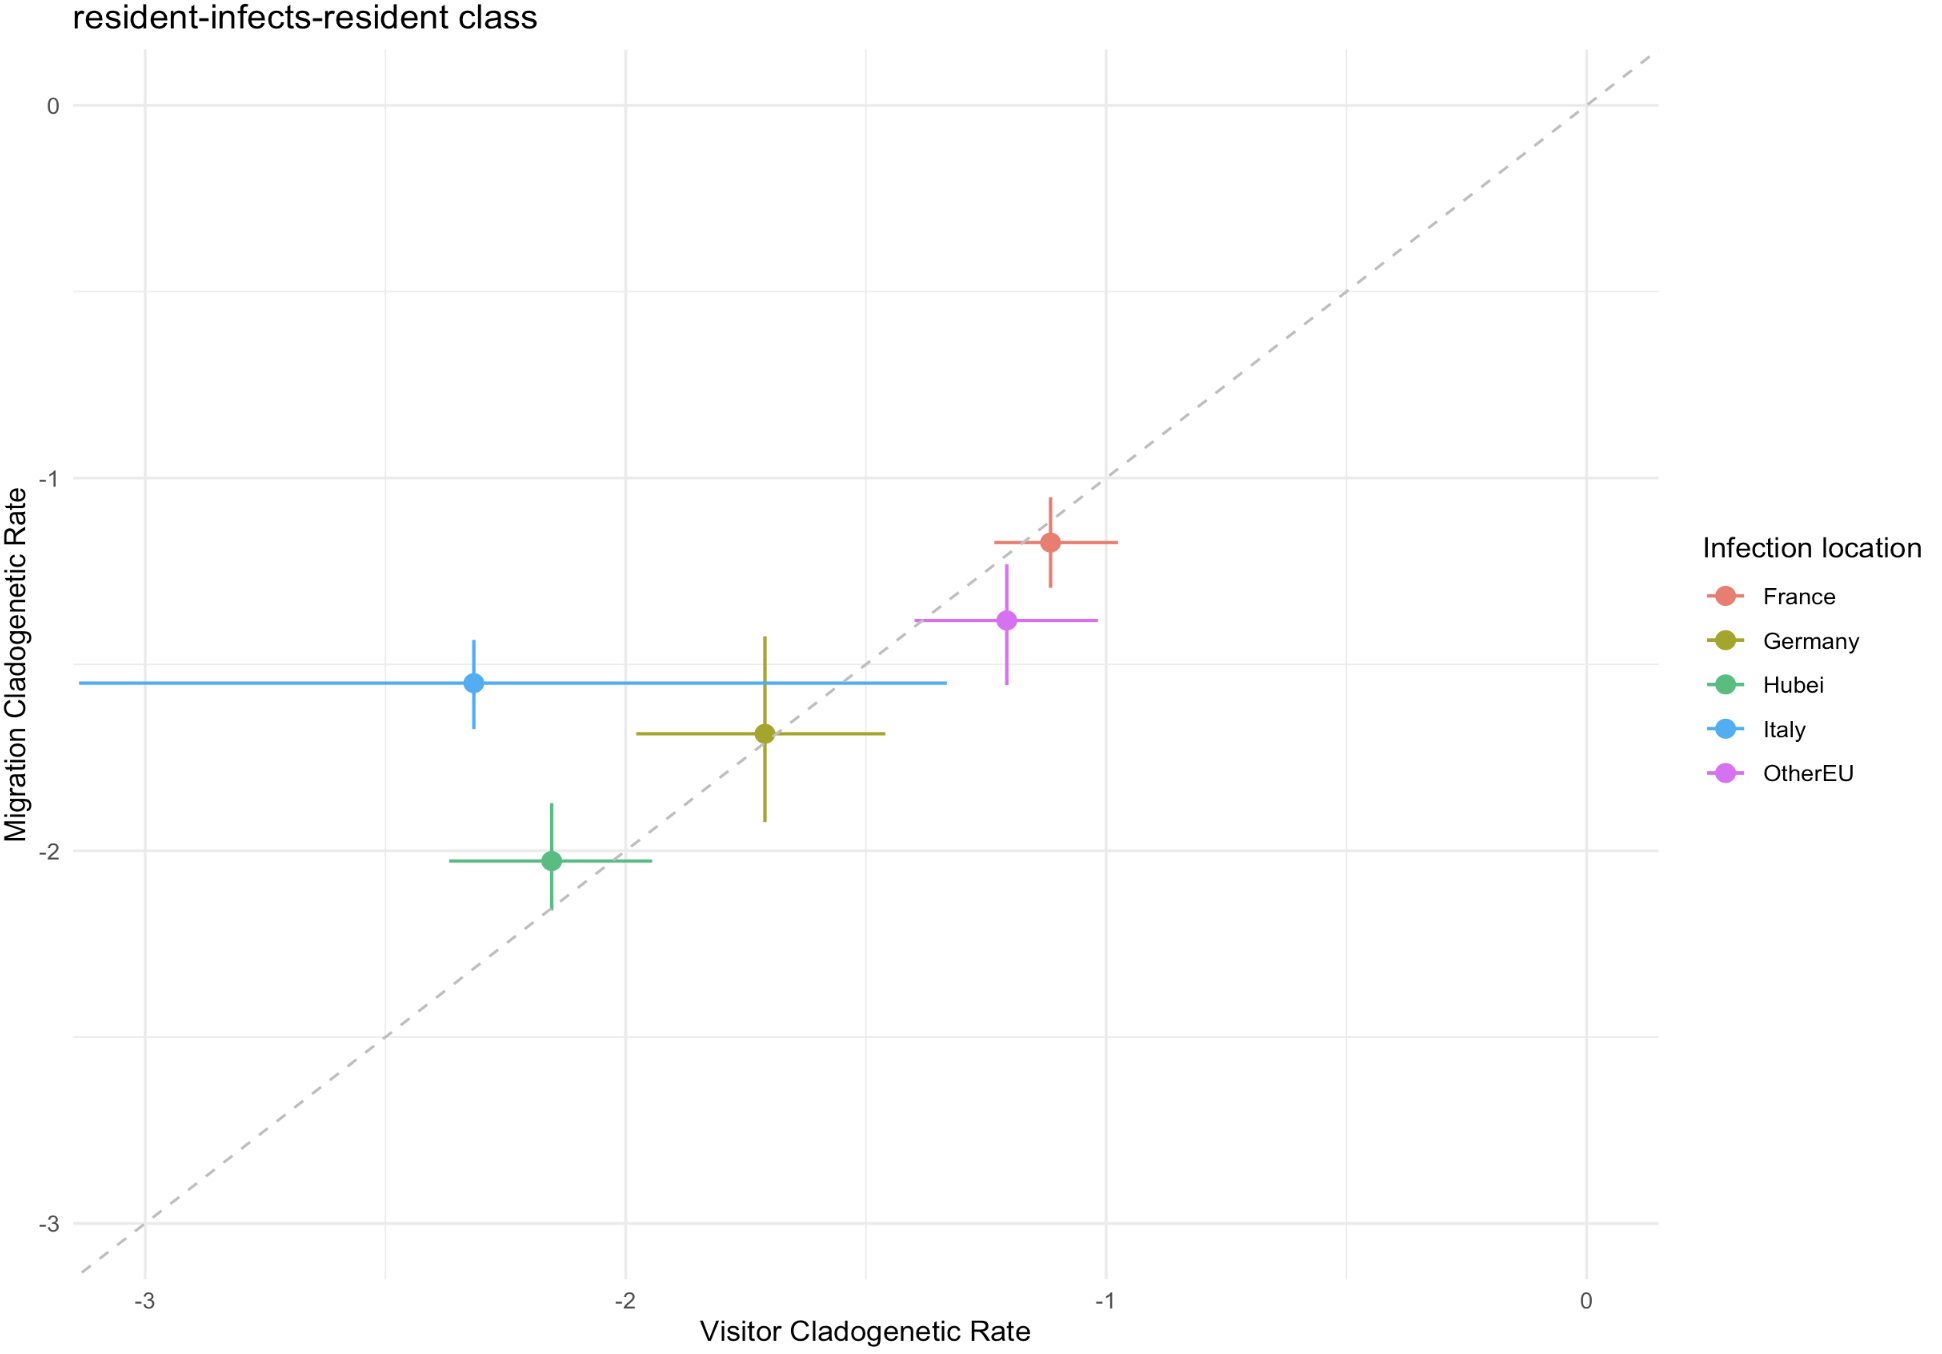 resident-infects-resident class
Migration Cladogenetic Rate
0
-1
-2
-3
-3
-2
-1
0
Visitor Cladogenetic Rate
Infection location
France
Germany
Hubei
Italy
OtherEU